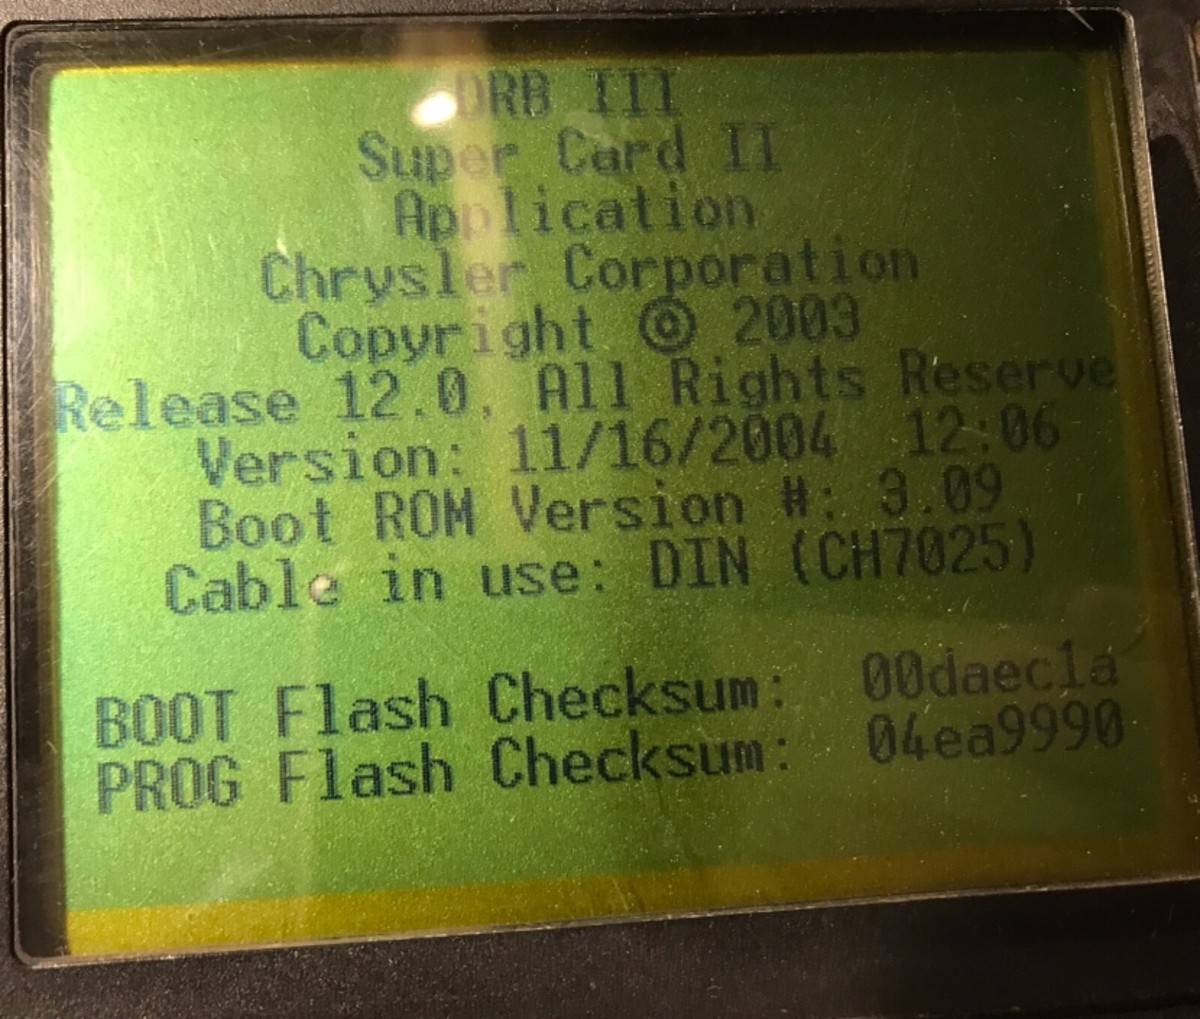 DRB III
Super Card II
Application
Chrysler Corporation
Copyright © 2003
Release 12.0, All Rights Reserve
Version: 11/16/2004 12:06
Boot ROM Version #: 3.09
Cable in use: DIN (CH7025)
BOOT Flash Checksum: 00daec1a
PROG Flash Checksum: 04ea9990